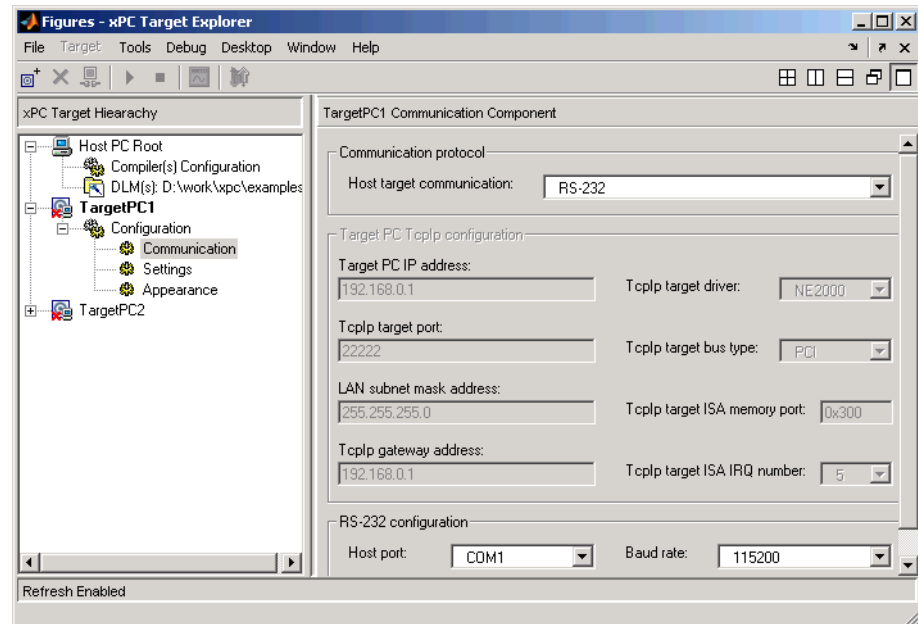 Figures - xPC Target Explorer
File Target Tools Debug Desktop Window Help
xPC Target Hiearachy
TargetPC1 Communication Component
Host PC Root
Compiler(s) Configuration
DLM(s): D:\work\xpc\examples
TargetPC1
Configuration
Communication
Settings
Appearance
TargetPC2
Communication protocol
Host target communication: RS-232
Target PC TcpIp configuration
Target PC IP address:
192.168.0.1
TcpIp target driver: NE2000
TcpIp target port:
22222
TcpIp target bus type: PCI
LAN subnet mask address:
255.255.255.0
TcpIp target ISA memory port: 0x300
TcpIp gateway address:
192.168.0.1
TcpIp target ISA IRQ number: 5
RS-232 configuration
Host port: COM1 Baud rate: 115200
Refresh Enabled